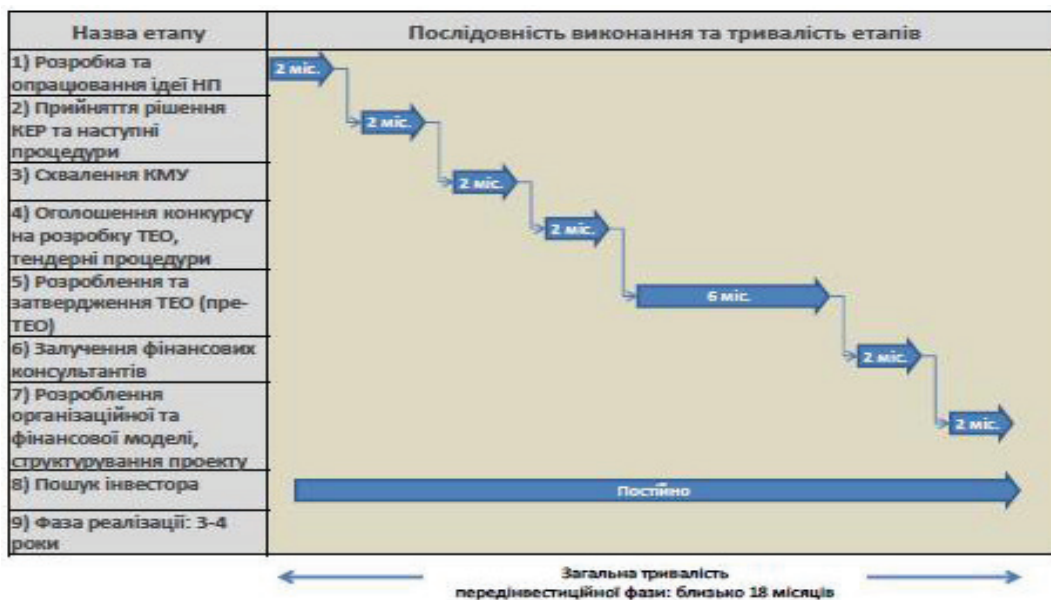 Назва етапу
Послідовність виконання та тривалість етапів
1) Розробка та
опрацювання ідеї НП
2 міс.
2) Прийняття рішення
КЕР та наступні
процедури
2 міс.
3) Схвалення КМУ
2 міс.
4) Оголошення конкурсу
на розробку ТЕО,
тендерні процедури
2 міс.
5) Розроблення та
затвердження ТЕО (пре-
ТЕО)
6 міс.
6) Залучення фінансових
консультантів
2 міс.
7) Розроблення
організаційної та
фінансової моделі,
структурування проекту
2 міс.
8) Пошук інвестора
Постійно
9) Фаза реалізації: 3-4
роки
Загальна тривалість
передінвестиційної фази: близько 18 місяців